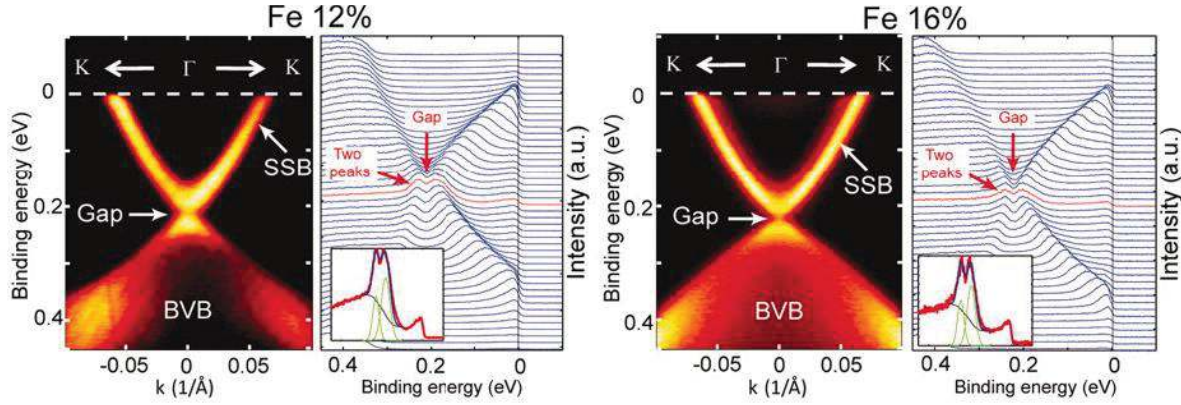 Fe 12%
Fe 16%
K Γ K
0
0.2
0.4
Binding energy (eV)
SSB
Gap
BVB
-0.05 0 0.05
k (1/Å)
Gap
Two
peaks
0.4 0.2 0
Binding energy (eV)
Intensity (a.u.)
K Γ K
0
0.2
0.4
Binding energy (eV)
SSB
Gap
BVB
-0.05 0 0.05
k (1/Å)
Gap
Two
peaks
0.4 0.2 0
Binding energy (eV)
Intensity (a.u.)